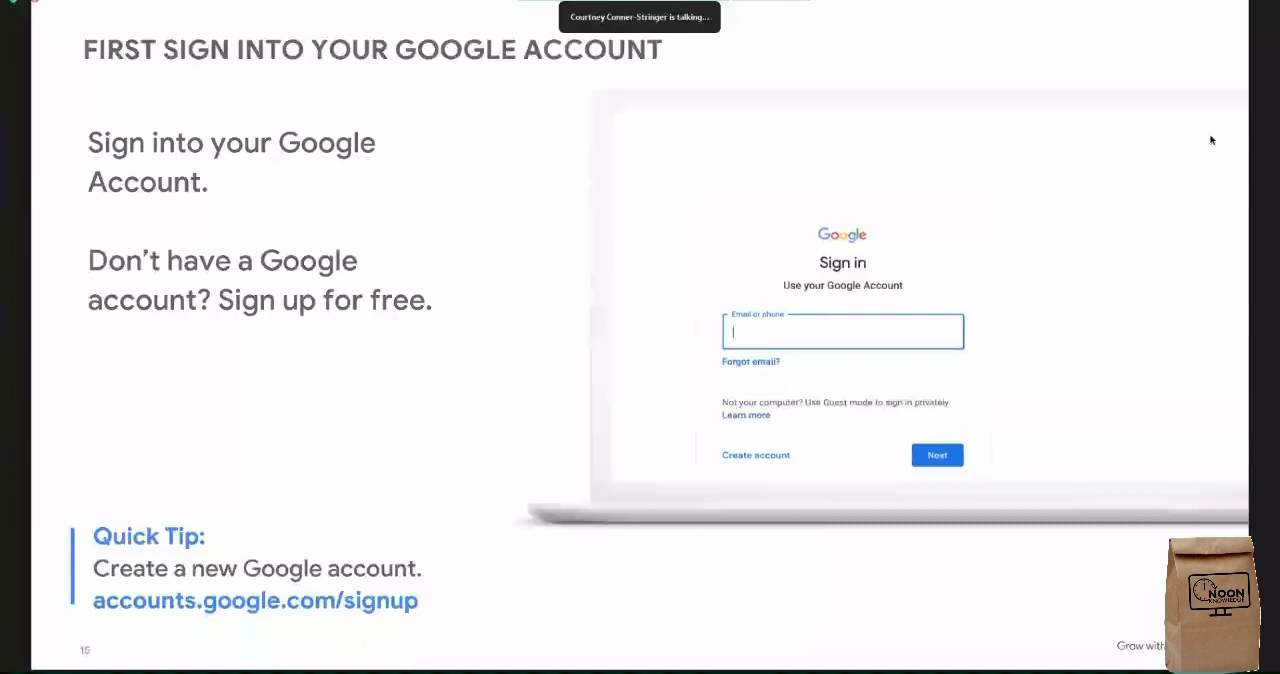 Courtney Conner-Stringer is talking...
FIRST SIGN INTO YOUR GOOGLE ACCOUNT
Sign into your Google
Account.
Don't have a Google
account? Sign up for free.
Google
Sign in
Use your Google Account
Email or phone
Forgot email?
Not your computer? Use Guest mode to sign in privately.
Learn more
Create account
Next
Quick Tip:
Create a new Google account.
accounts.google.com/signup
15
Grow with
NOON
KNOWLEDGE